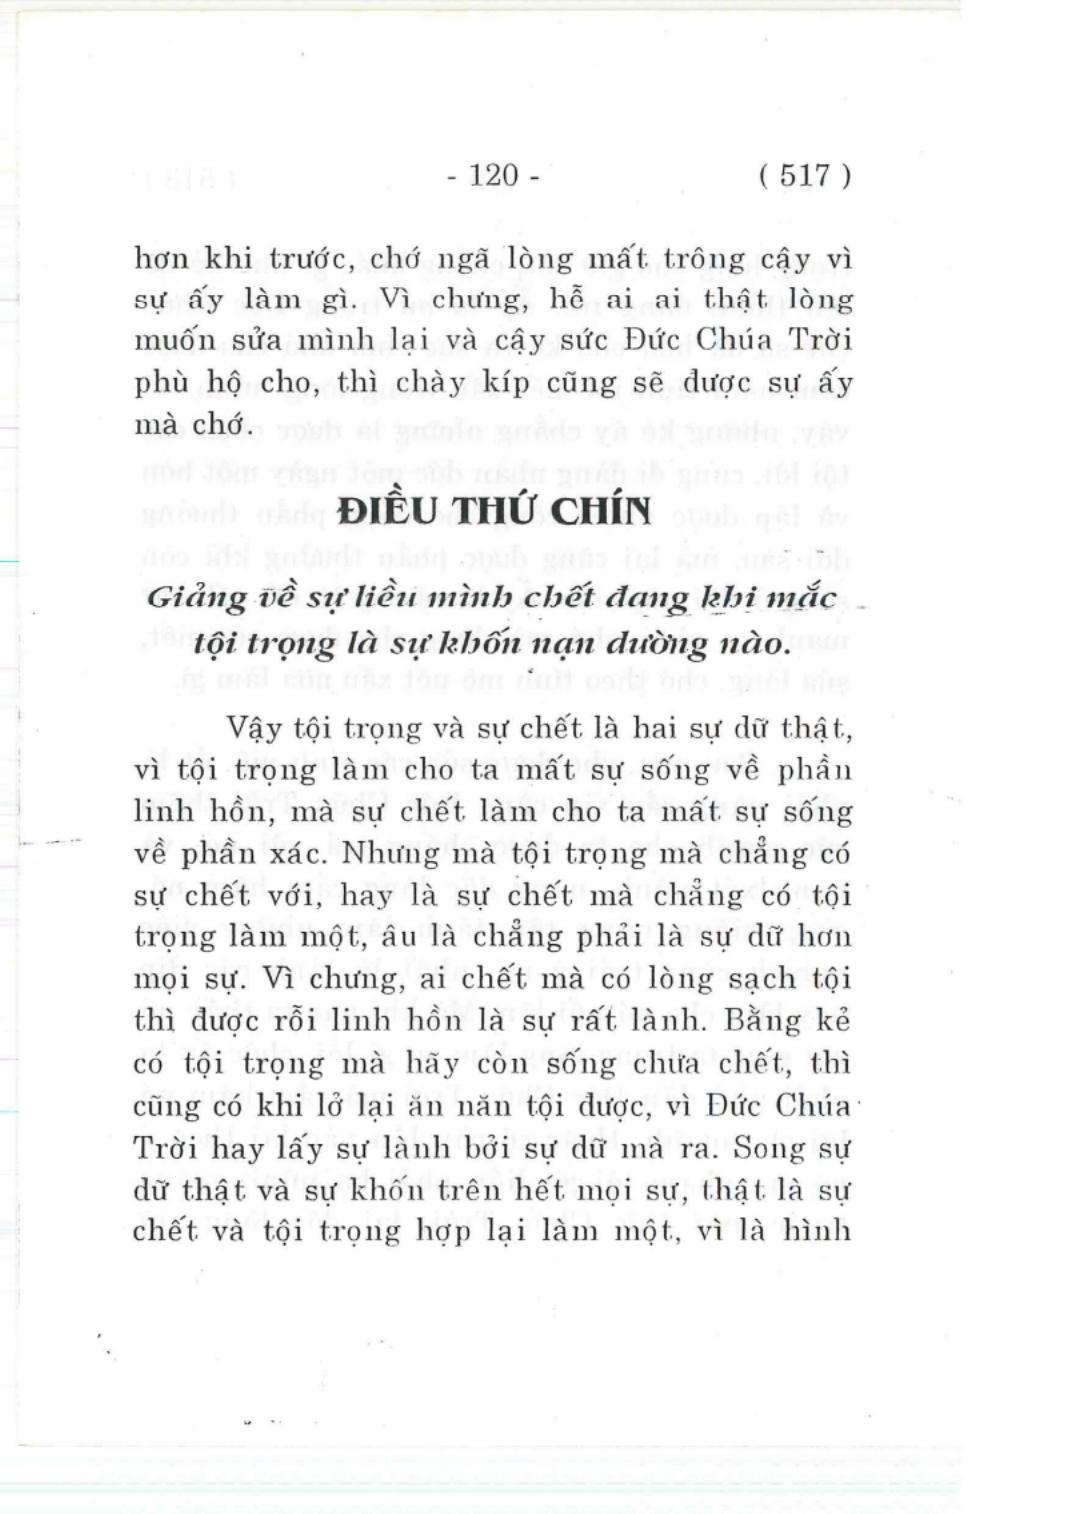 - 120 - ( 517 )
hơn khi trước, chớ ngã lòng mất trông cậy vì
sự ấy làm gì. Vì chưng, hễ ai ai thật lòng
muốn sửa mình lại và cậy sức Đức Chúa Trời
phù hộ cho, thì chày kíp cũng sẽ được sự ấy
mà chớ.
ĐIỀU THỨ CHÍN
Giảng về sự liều mình chết đang khi mắc
tội trọng là sự khốn nạn dường nào.
Vậy tội trọng và sự chết là hai sự dữ thật,
vì tội trọng làm cho ta mất sự sống về phần
linh hồn, mà sự chết làm cho ta mất sự sống
về phần xác. Nhưng mà tội trọng mà chẳng có
sự chết với, hay là sự chết mà chẳng có tội
trọng làm một, âu là chẳng phải là sự dữ hơn
mọi sự. Vì chưng, ai chết mà có lòng sạch tội
thì được rỗi linh hồn là sự rất lành. Bằng kẻ
có tội trọng mà hãy còn sống chưa chết, thì
cũng có khi lở lại ăn năn tội được, vì Đức Chúa
Trời hay lấy sự lành bởi sự dữ mà ra. Song sự
dữ thật và sự khốn trên hết mọi sự, thật là sự
chết và tội trọng hợp lại làm một, vì là hình